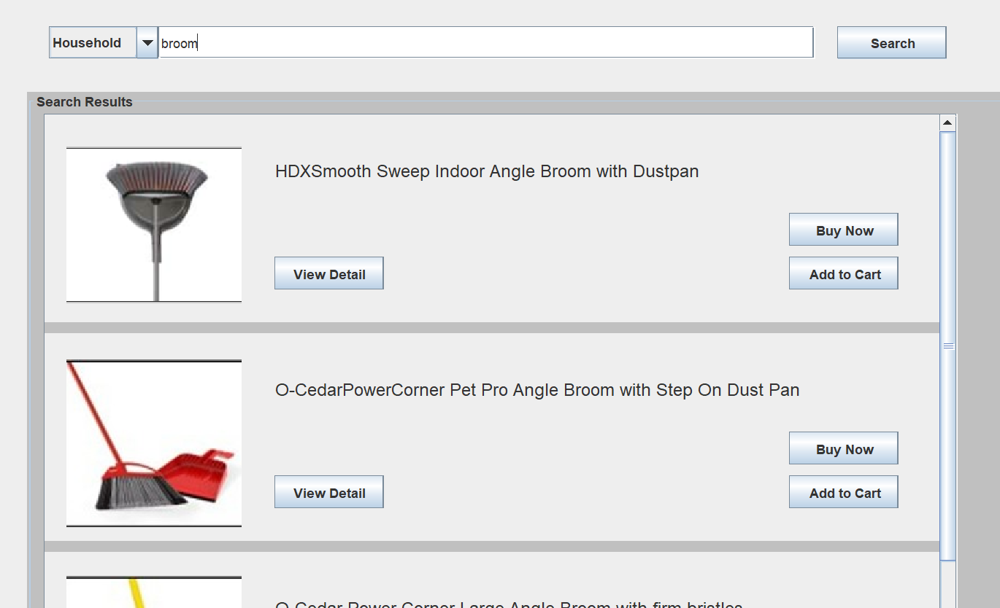 Household
broom
Search
Search Results
HDXSmooth Sweep Indoor Angle Broom with Dustpan
Buy Now
View Detail
Add to Cart
O-CedarPowerCorner Pet Pro Angle Broom with Step On Dust Pan
Buy Now
View Detail
Add to Cart
O-Cedar Power Corner Large Angle Broom with firm bristles